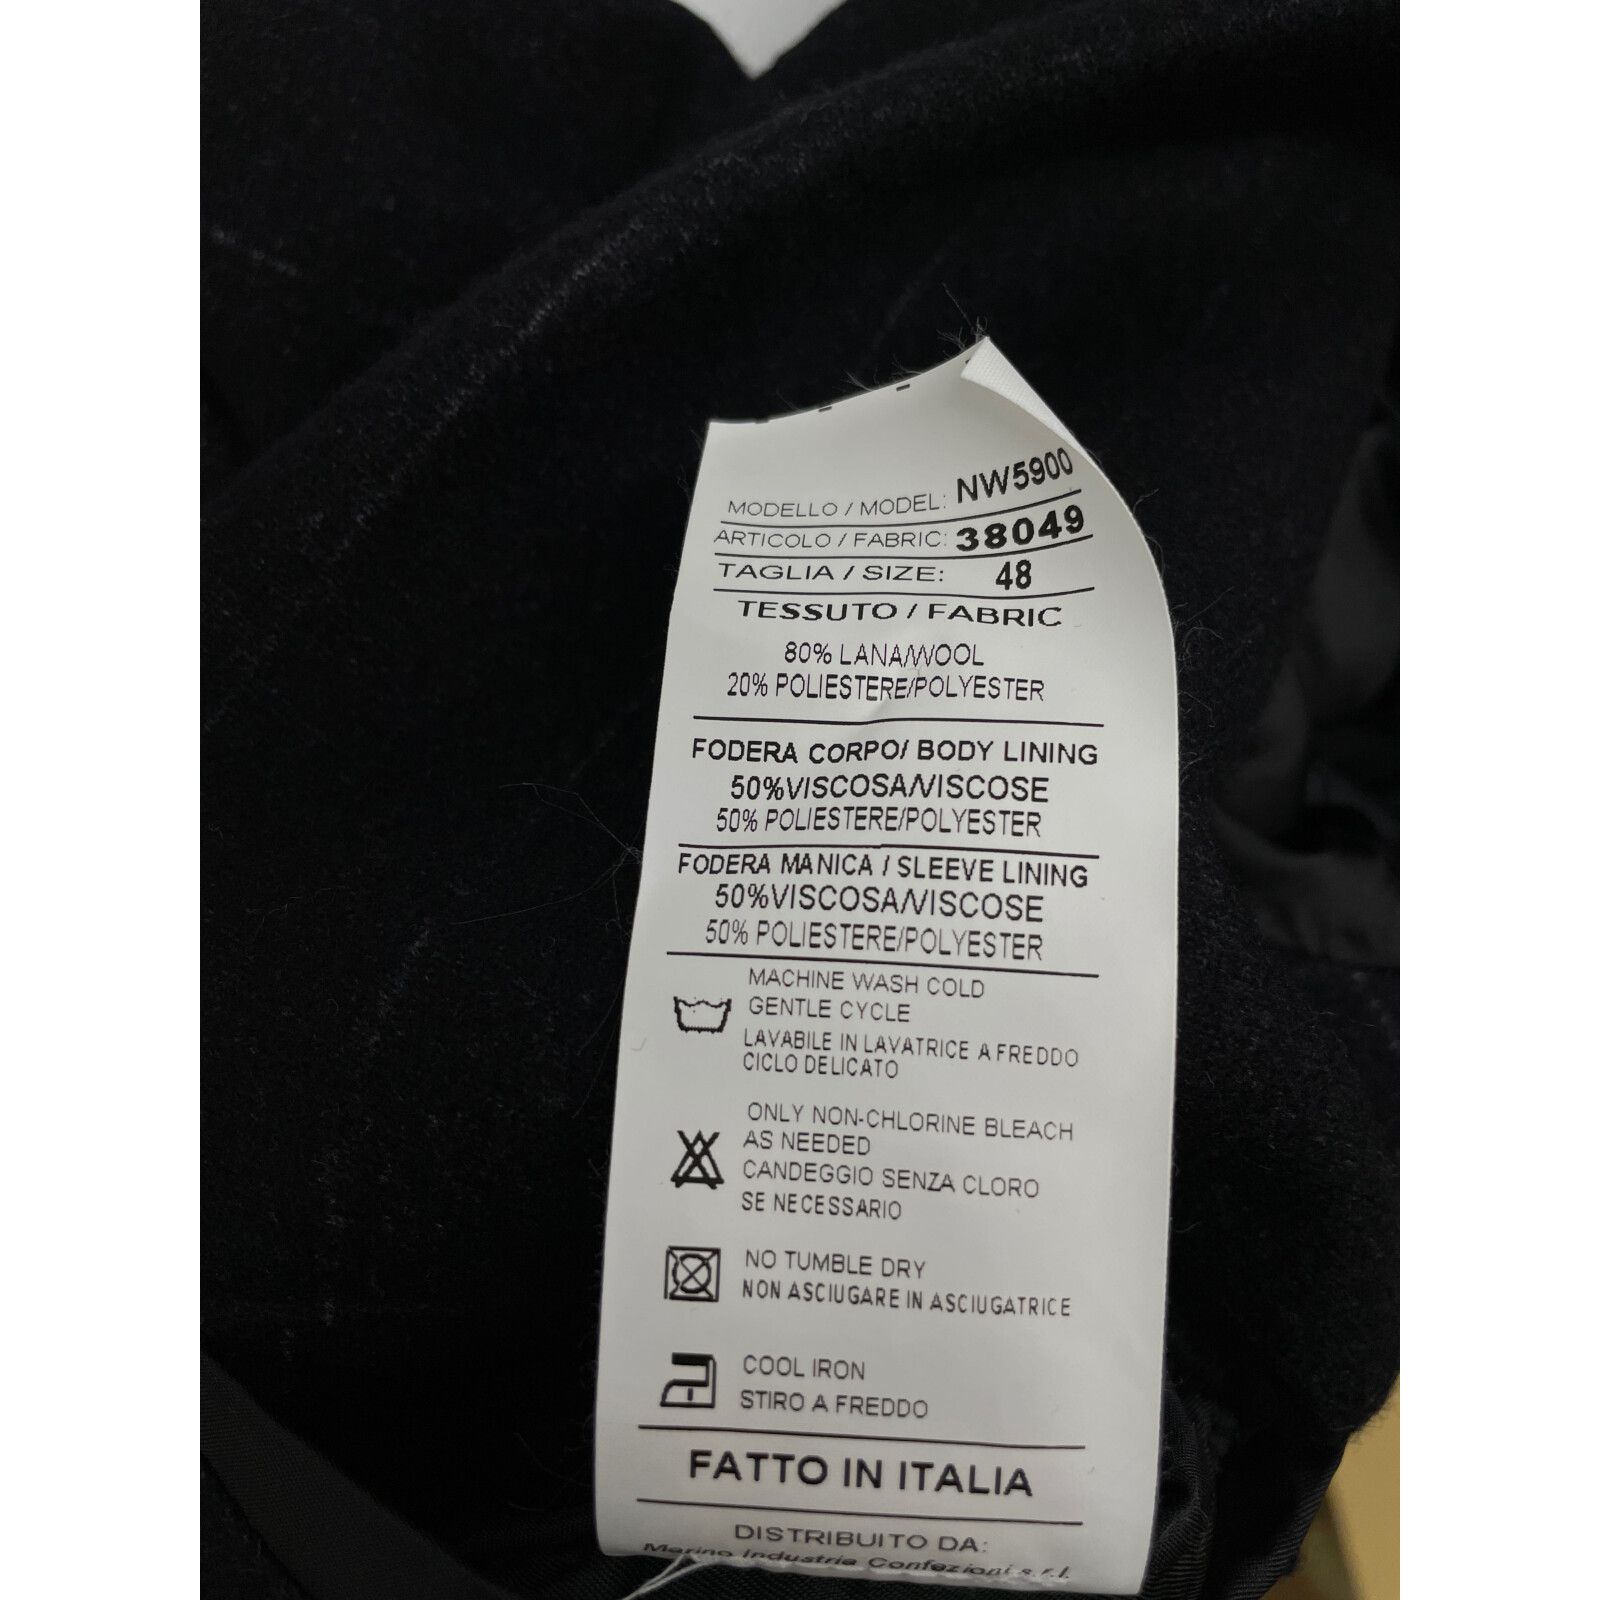 MODELLO / MODEL: NW5900
ARTICOLO / FABRIC: 38049
TAGLIA / SIZE: 48
TESSUTO / FABRIC
80% LANA/WOOL
20% POLIESTERE/POLYESTER
FODERA CORPO/ BODY LINING
50%VISCOSA/VISCOSE
50% POLIESTERE/POLYESTER
FODERA MANICA / SLEEVE LINING
50%VISCOSA/VISCOSE
50% POLIESTERE/POLYESTER
MACHINE WASH COLD
GENTLE CYCLE
LAVABILE IN LAVATRICE A FREDDO
CICLO DELICATO
ONLY NON-CHLORINE BLEACH
AS NEEDED
CANDEGGIO SENZA CLORO
SE NECESSARIO
NO TUMBLE DRY
NON ASCIUGARE IN ASCIUGATRICE
COOL IRON
STIRO A FREDDO
FATTO IN ITALIA
DISTRIBUITO DA:
Marino Industria Confezioni s.r.l.